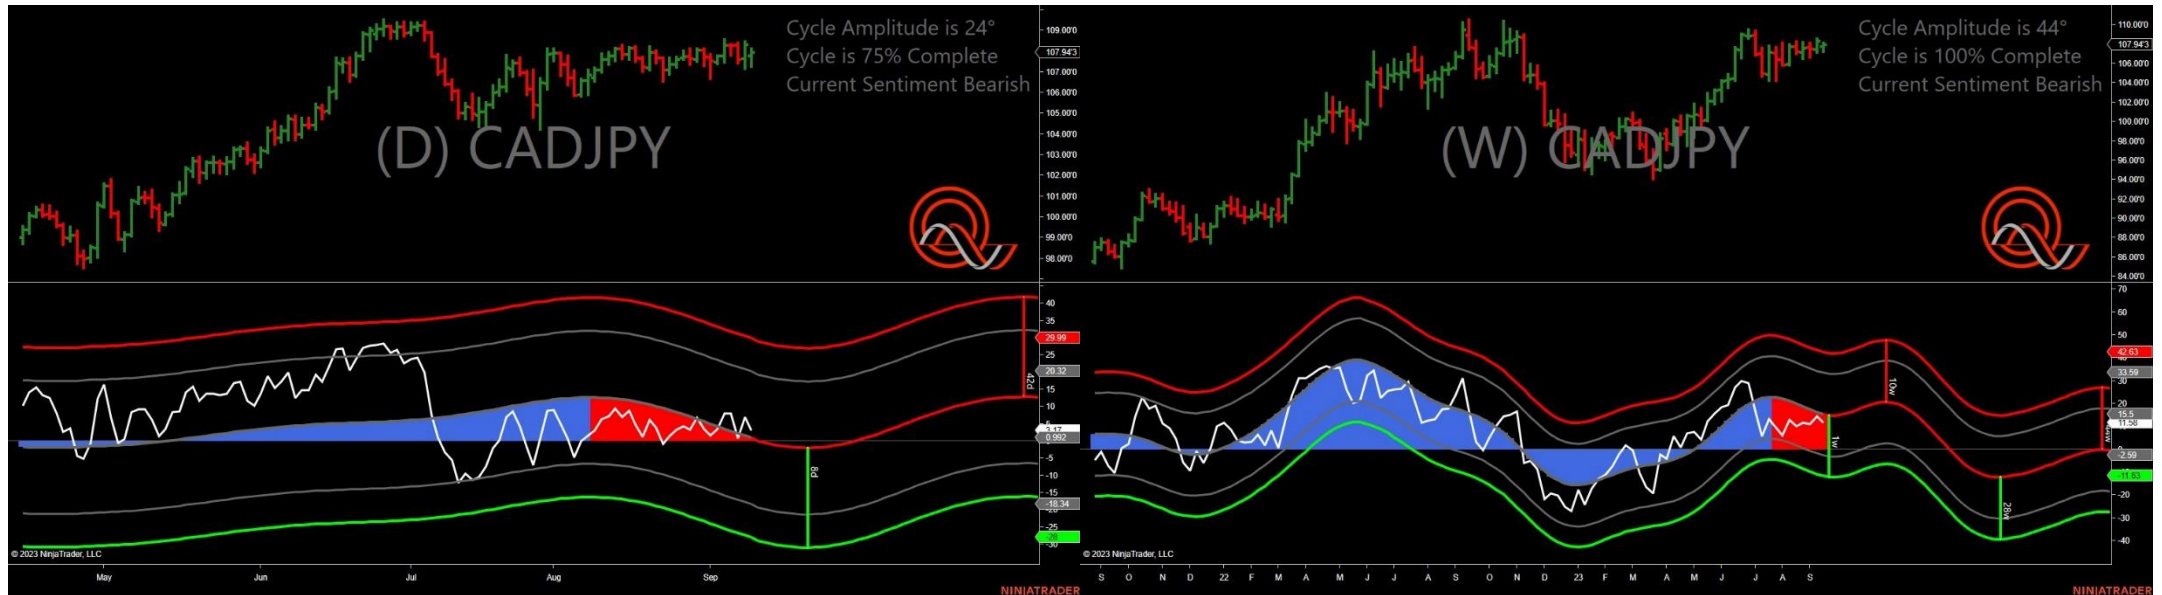 Cycle Amplitude is 24°
Cycle is 75% Complete
Current Sentiment Bearish
(D) CADJPY
109.00'0
107.94'3
107.00'0
106.00'0
104.00'0
103.00'0
102.00'0
100.00'0
99.00'0
98.00'0
40
35
29.99
25
20.32
15
10
3.17
0.992
-5
-10
-15
-18.34
-25
-28
-30
42d
8d
© 2023 NinjaTrader, LLC
May
Jun
Jul
Aug
Sep
NINJATRADER
Cycle Amplitude is 44°
Cycle is 100% Complete
Current Sentiment Bearish
(W) CADJPY
110.00'0
107.94'3
106.00'0
104.00'0
102.00'0
100.00'0
98.00'0
96.00'0
94.00'0
92.00'0
90.00'0
88.00'0
86.00'0
84.00'0
70
60
50
42.63
33.59
30
20
15.5
11.58
-2.59
-11.63
-20
-30
-40
10w
1w
28w
© 2023 NinjaTrader, LLC
S O N D 22 F M A M J J A S O N D 23 F M A M J J A S
NINJATRADER